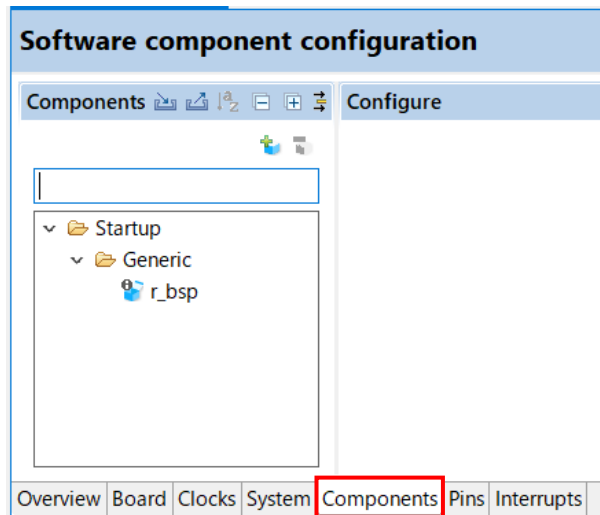 Software component configuration
Components
Configure
Startup
Generic
r_bsp
Overview Board Clocks System Components Pins Interrupts